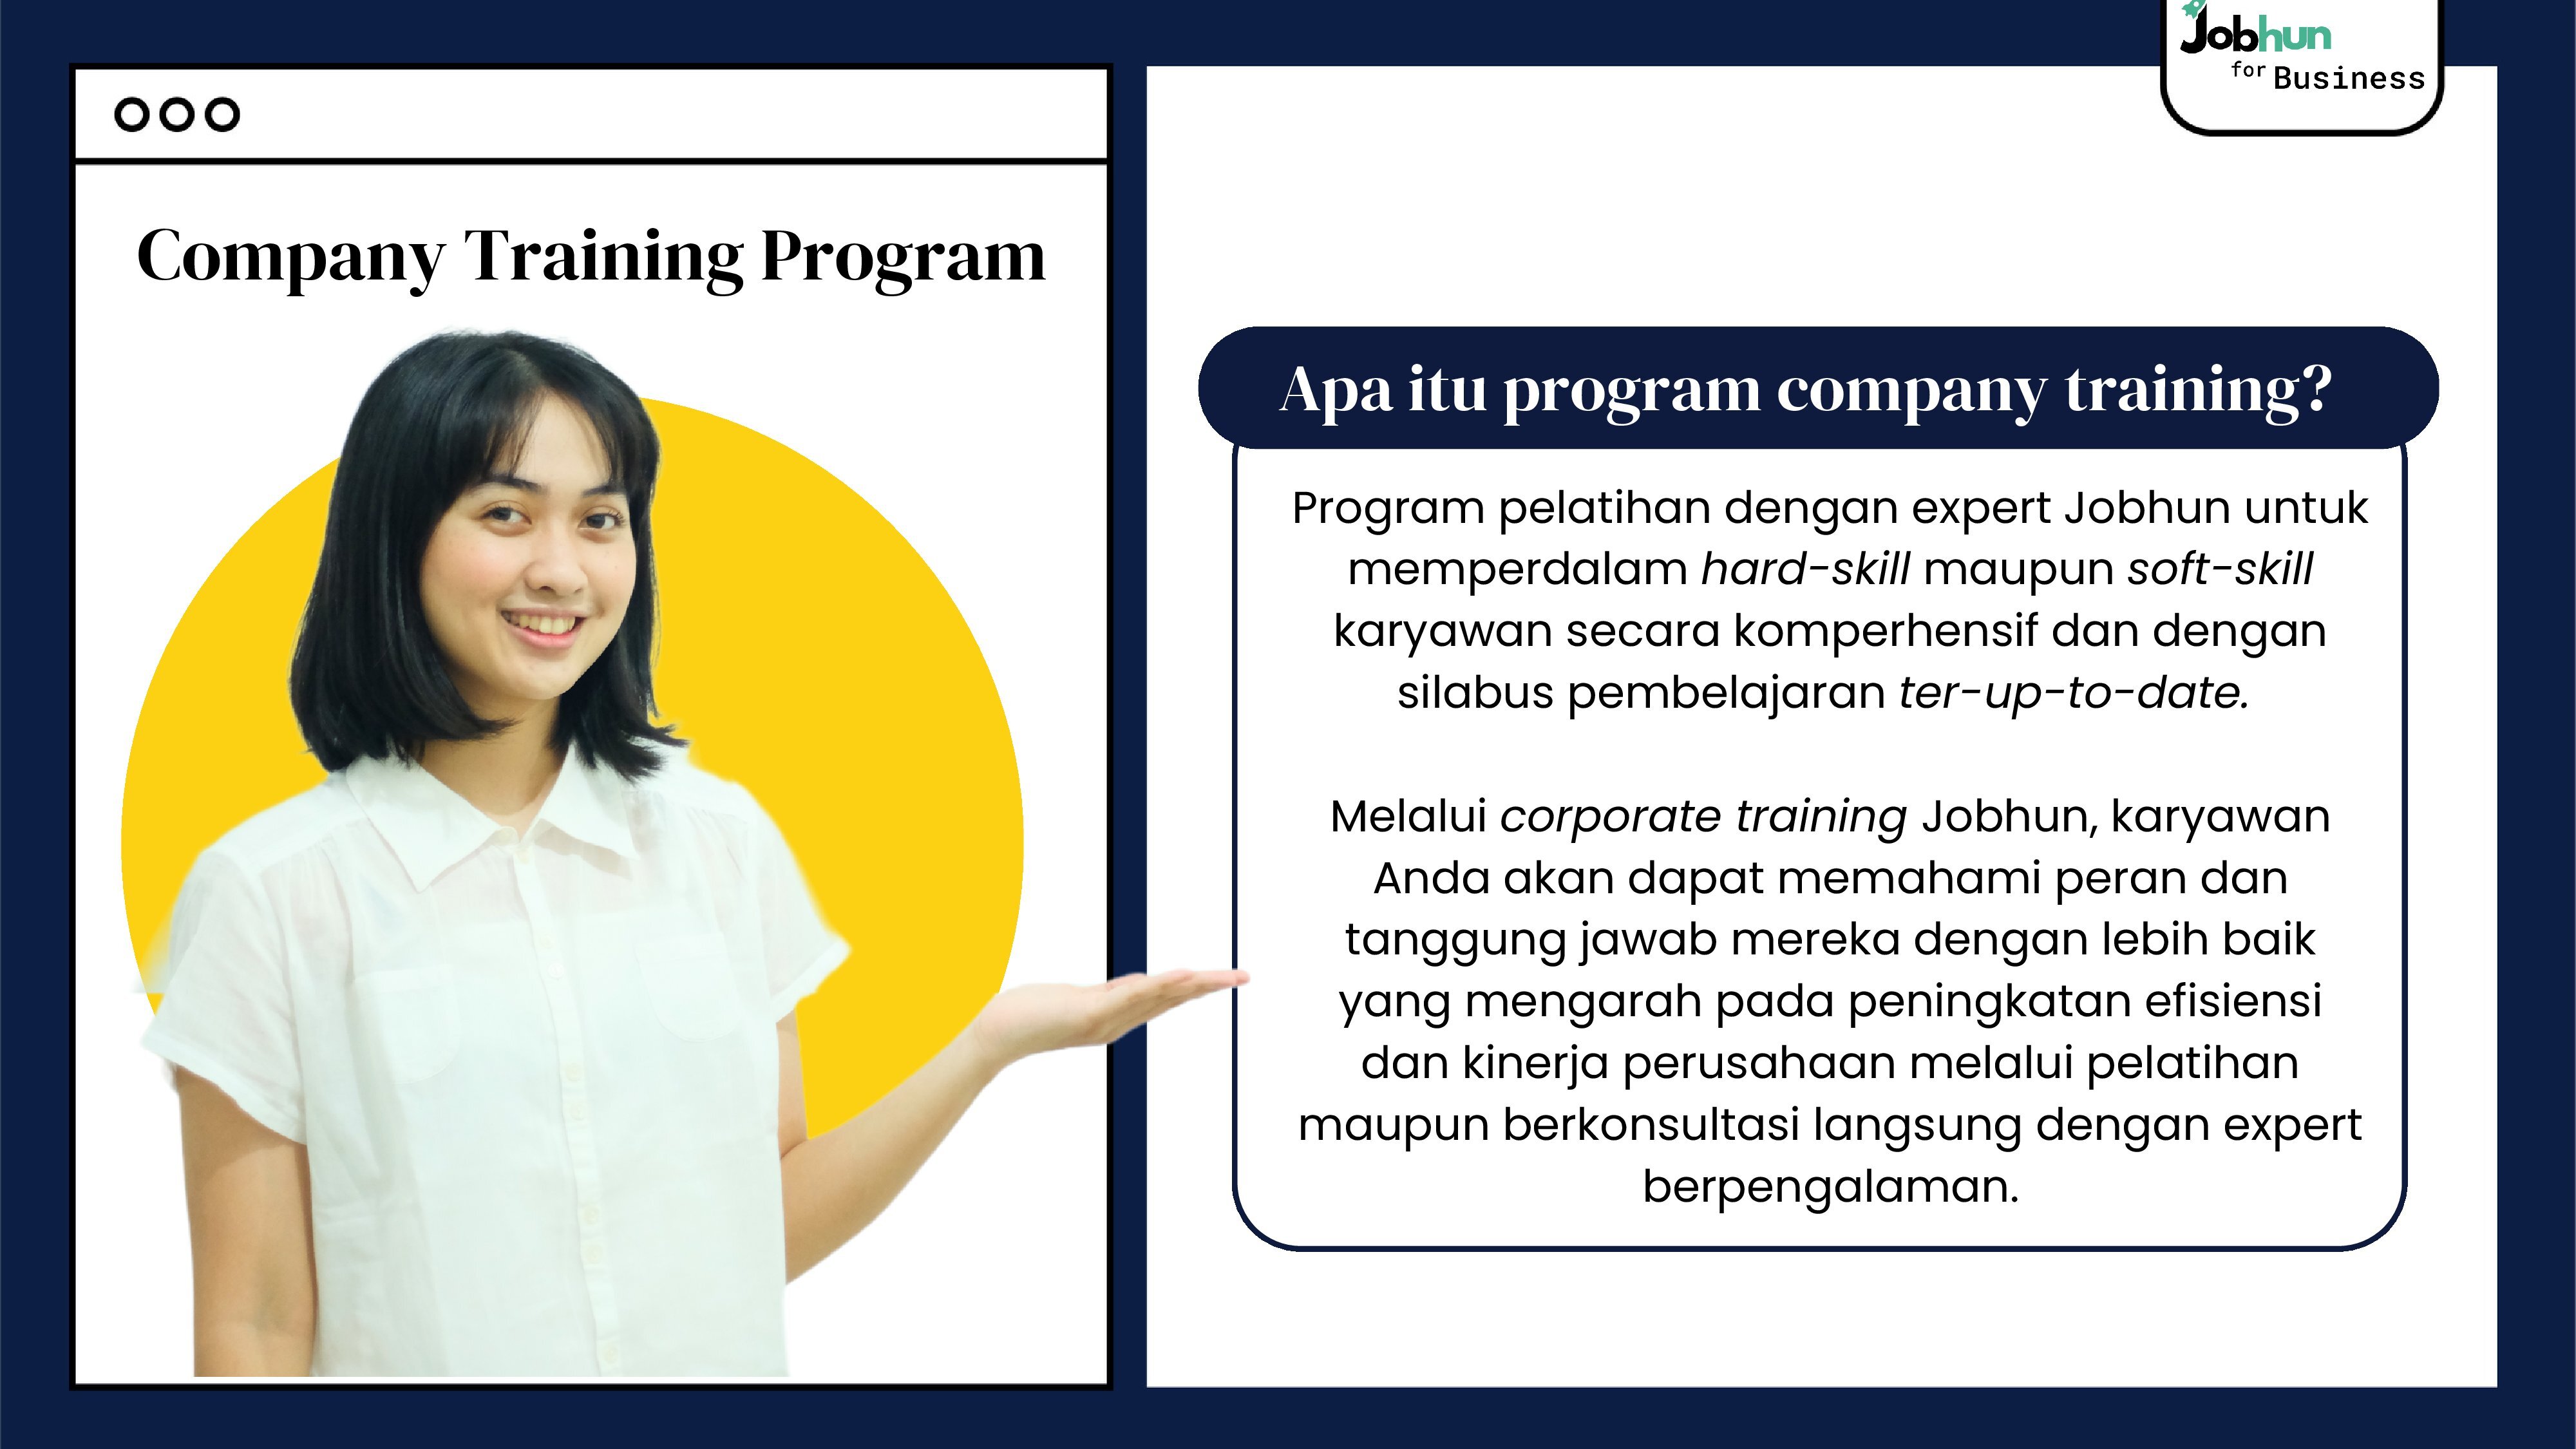 Jobhun
for Business
Company Training Program
Apa itu program company training?
Program pelatihan dengan expert Jobhun untuk
memperdalam hard-skill maupun soft-skill
karyawan secara komperhensif dan dengan
silabus pembelajaran ter-up-to-date.
Melalui corporate training Jobhun, karyawan
Anda akan dapat memahami peran dan
tanggung jawab mereka dengan lebih baik
yang mengarah pada peningkatan efisiensi
dan kinerja perusahaan melalui pelatihan
maupun berkonsultasi langsung dengan expert
berpengalaman.